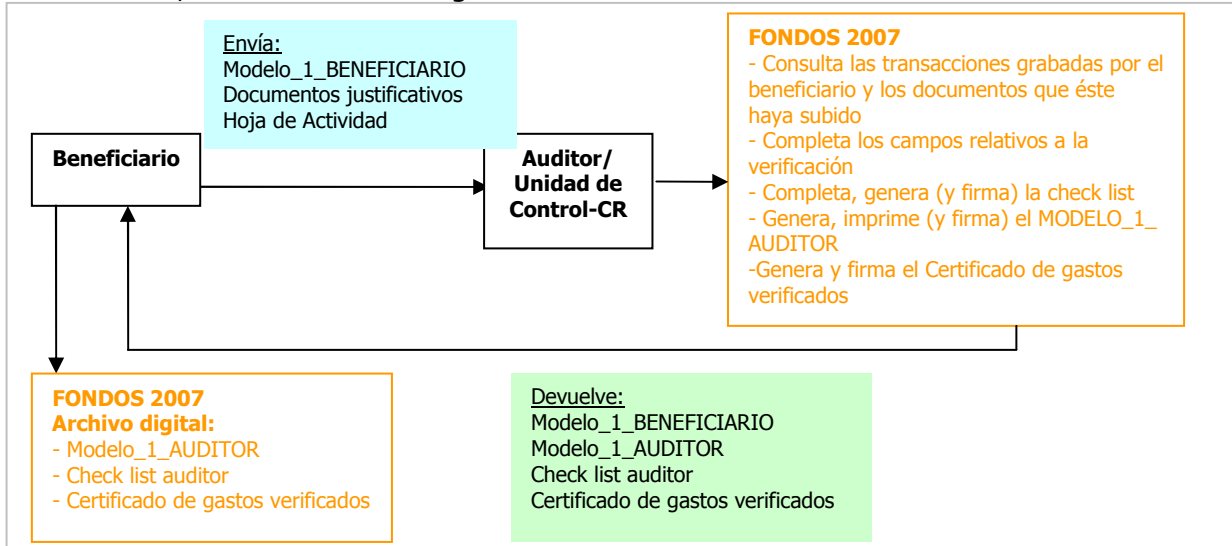 Envía:
Modelo_1_BENEFICIARIO
Documentos justificativos
Hoja de Actividad
Beneficiario
Auditor/
Unidad de
Control-CR
FONDOS 2007
- Consulta las transacciones grabadas por el
beneficiario y los documentos que éste
haya subido
- Completa los campos relativos a la
verificación
- Completa, genera (y firma) la check list
- Genera, imprime (y firma) el MODELO_1_
AUDITOR
-Genera y firma el Certificado de gastos
verificados
FONDOS 2007
Archivo digital:
- Modelo_1_AUDITOR
- Check list auditor
- Certificado de gastos verificados
Devuelve:
Modelo_1_BENEFICIARIO
Modelo_1_AUDITOR
Check list auditor
Certificado de gastos verificados